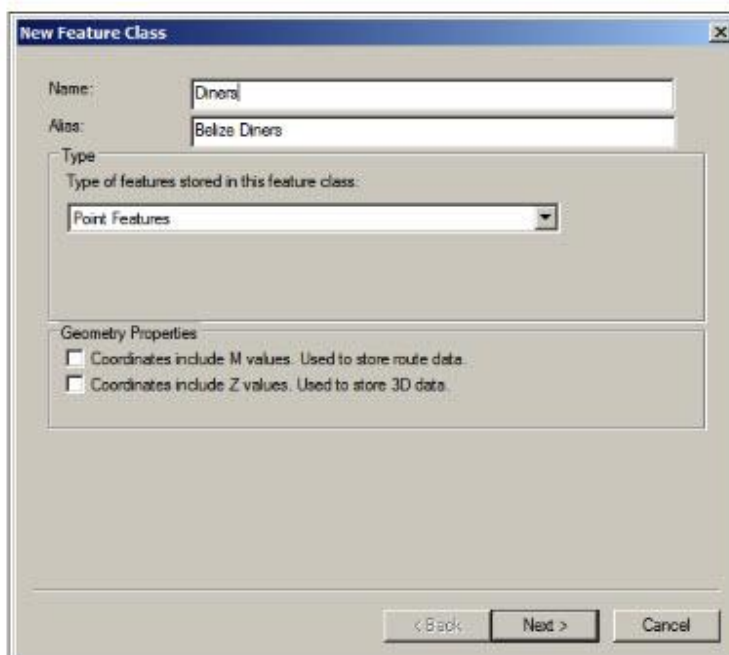 New Feature Class
Name: Diners
Alias: Belize Diners
Type
Type of features stored in this feature class:
Point Features
Geometry Properties
Coordinates include M values. Used to store route data.
Coordinates include Z values. Used to store 3D data.
< Back Next > Cancel